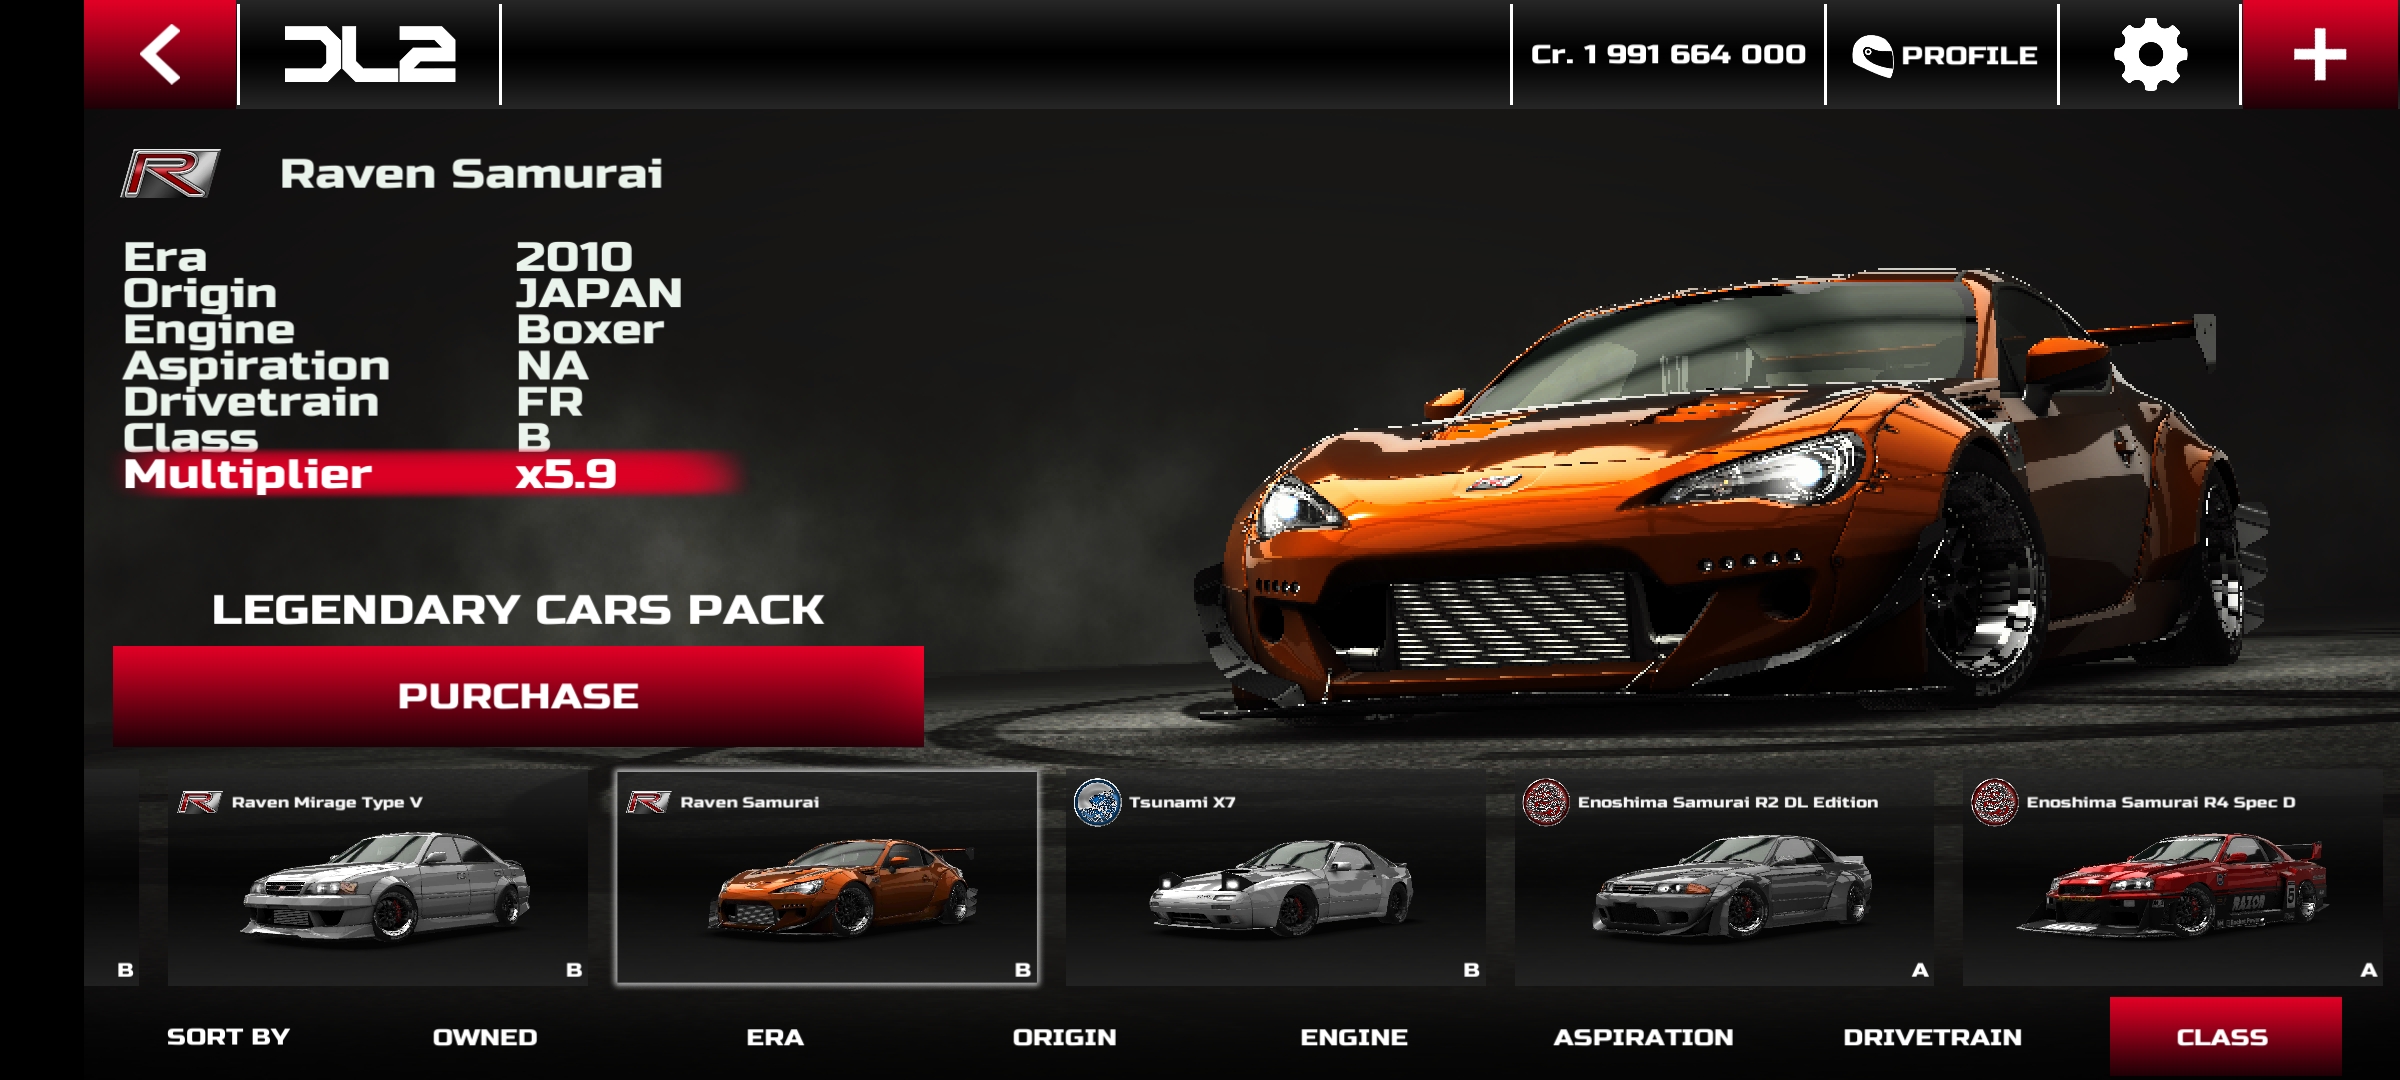 DL2
Cr. 1 991 664 000
PROFILE
Raven Samurai
Era 2010
Origin JAPAN
Engine Boxer
Aspiration NA
Drivetrain FR
Class B
Multiplier x5.9
LEGENDARY CARS PACK
PURCHASE
B
Raven Mirage Type V
B
Raven Samurai
B
Tsunami X7
B
Enoshima Samurai R2 DL Edition
A
Enoshima Samurai R4 Spec D
RAZOR
5
A
SORT BY OWNED ERA ORIGIN ENGINE ASPIRATION DRIVETRAIN CLASS